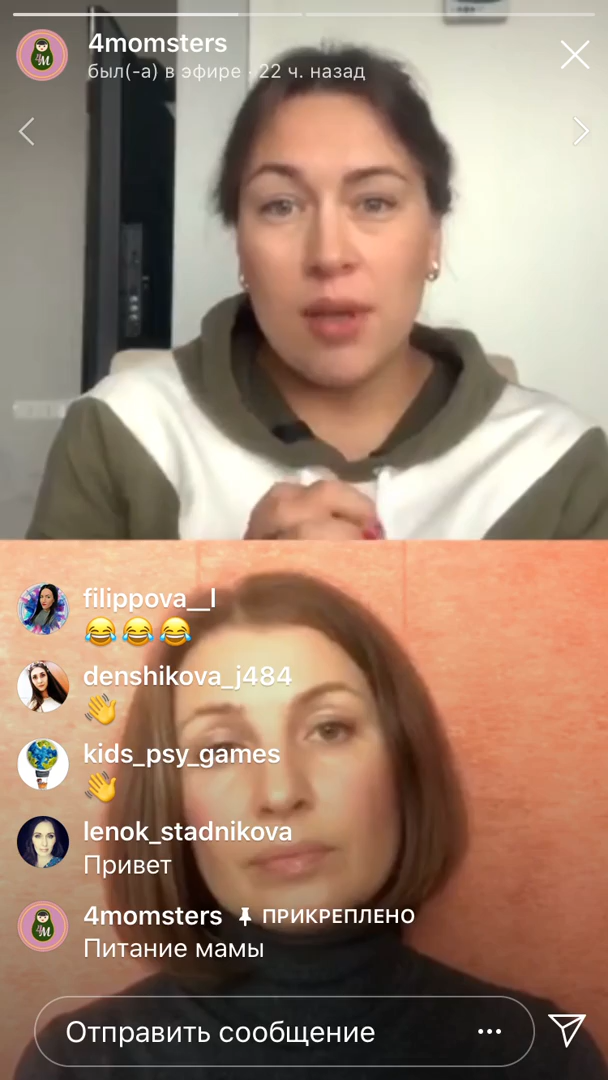 4momsters
был(-а) в эфире · 22 ч. назад
filippova__l
😂😂😂
denshikova_j484
👋
kids_psy_games
👋
lenok_stadnikova
Привет
4momsters ПРИКРЕПЛЕНО
Питание мамы
Отправить сообщение